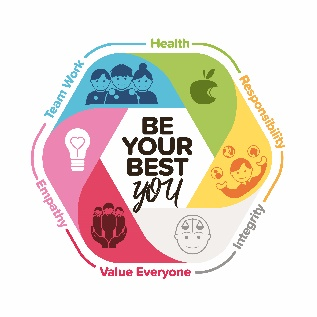 Health
Team Work
Responsibility
BE
YOUR
BEST
you
Empathy
Integrity
Value Everyone